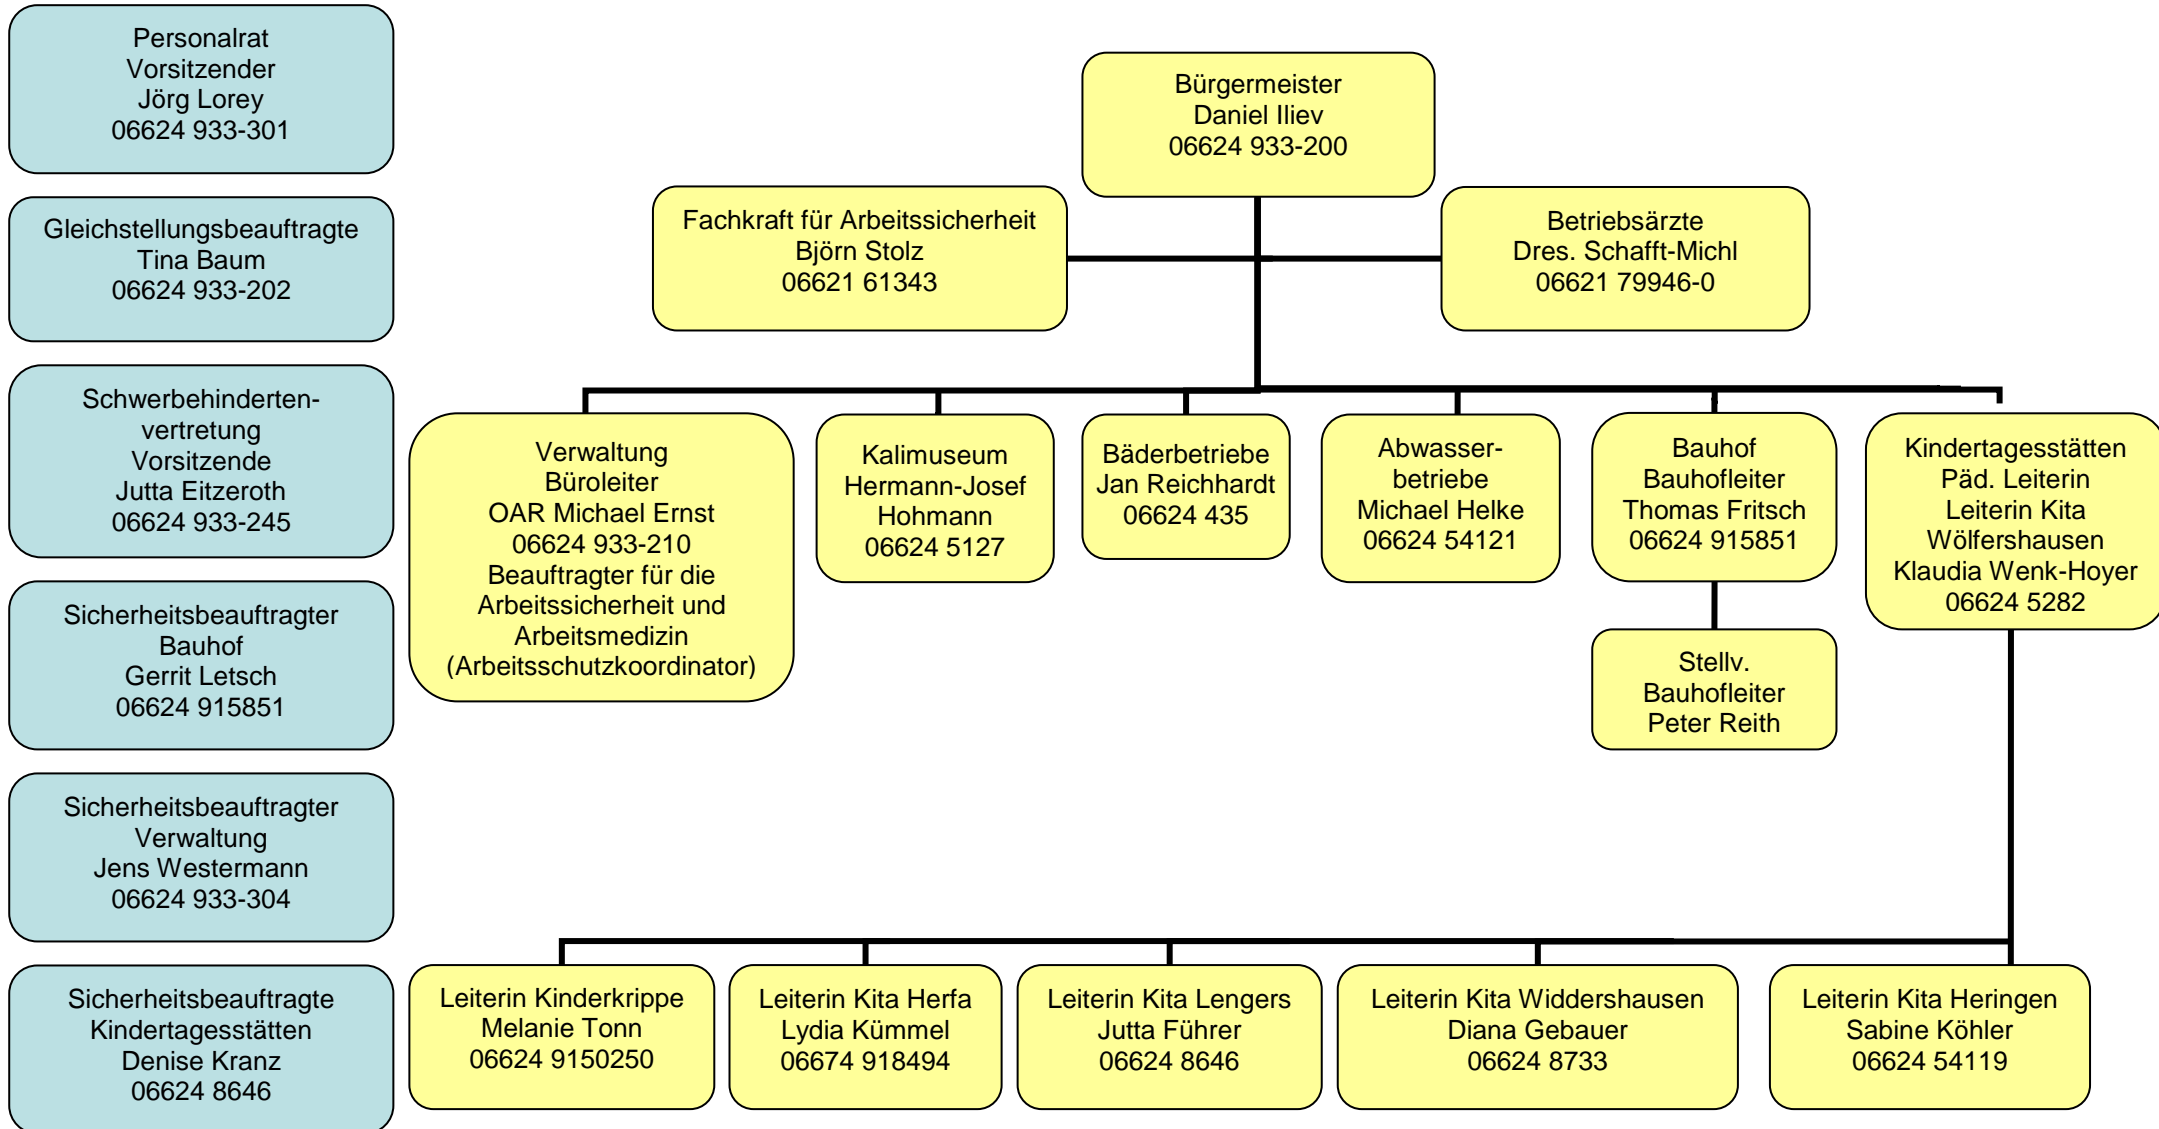 Personalrat
Vorsitzender
Jörg Lorey
06624 933-301
Gleichstellungsbeauftragte
Tina Baum
06624 933-202
Schwerbehinderten-
vertretung
Vorsitzende
Jutta Eitzeroth
06624 933-245
Sicherheitsbeauftragter
Bauhof
Gerrit Letsch
06624 915851
Sicherheitsbeauftragter
Verwaltung
Jens Westermann
06624 933-304
Sicherheitsbeauftragte
Kindertagesstätten
Denise Kranz
06624 8646
Bürgermeister
Daniel Iliev
06624 933-200
Fachkraft für Arbeitssicherheit
Björn Stolz
06621 61343
Betriebsärzte
Dres. Schafft-Michl
06621 79946-0
Verwaltung
Büroleiter
OAR Michael Ernst
06624 933-210
Beauftragter für die
Arbeitssicherheit und
Arbeitsmedizin
(Arbeitsschutzkoordinator)
Kalimuseum
Hermann-Josef
Hohmann
06624 5127
Bäderbetriebe
Jan Reichhardt
06624 435
Abwasser-
betriebe
Michael Helke
06624 54121
Bauhof
Bauhofleiter
Thomas Fritsch
06624 915851
Stellv.
Bauhofleiter
Peter Reith
Kindertagesstätten
Päd. Leiterin
Leiterin Kita
Wölfershausen
Klaudia Wenk-Hoyer
06624 5282
Leiterin Kinderkrippe
Melanie Tonn
06624 9150250
Leiterin Kita Herfa
Lydia Kümmel
06674 918494
Leiterin Kita Lengers
Jutta Führer
06624 8646
Leiterin Kita Widdershausen
Diana Gebauer
06624 8733
Leiterin Kita Heringen
Sabine Köhler
06624 54119